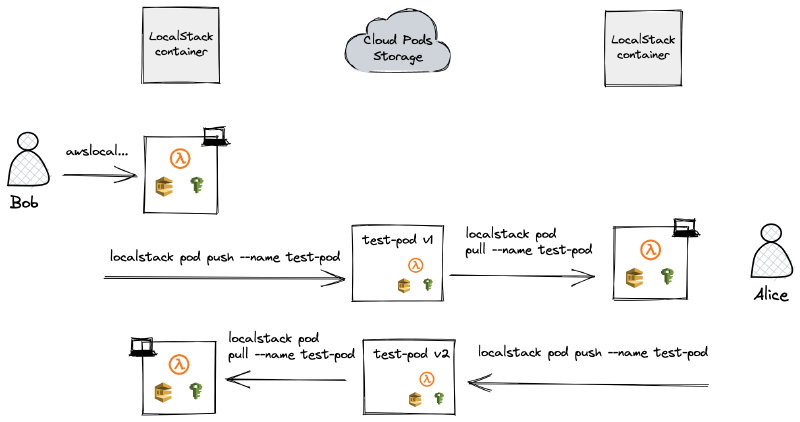 LocalStack
container
Cloud Pods
Storage
LocalStack
container
awslocal...
Bob
localstack pod push --name test-pod
test-pod v1
localstack pod
pull --name test-pod
Alice
localstack pod
pull --name test-pod
test-pod v2
localstack pod push --name test-pod